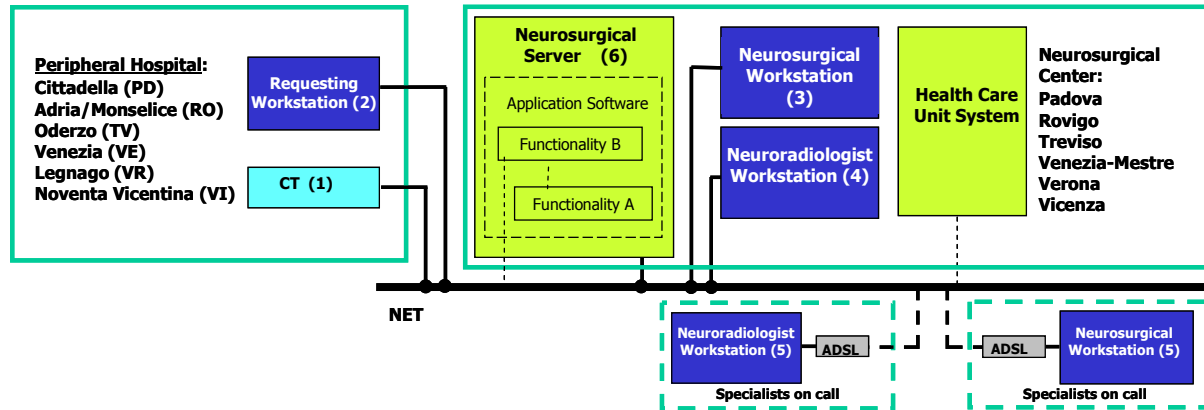 Peripheral Hospital:
Cittadella (PD)
Adria/Monselice (RO)
Oderzo (TV)
Venezia (VE)
Legnago (VR)
Noventa Vicentina (VI)
Requesting
Workstation (2)
CT (1)
Neurosurgical
Server (6)
Application Software
Functionality B
Functionality A
Neurosurgical
Workstation
(3)
Neuroradiologist
Workstation (4)
Health Care
Unit System
Neurosurgical
Center:
Padova
Rovigo
Treviso
Venezia-Mestre
Verona
Vicenza
NET
Neuroradiologist
Workstation (5)
ADSL
Specialists on call
ADSL
Neurosurgical
Workstation (5)
Specialists on call